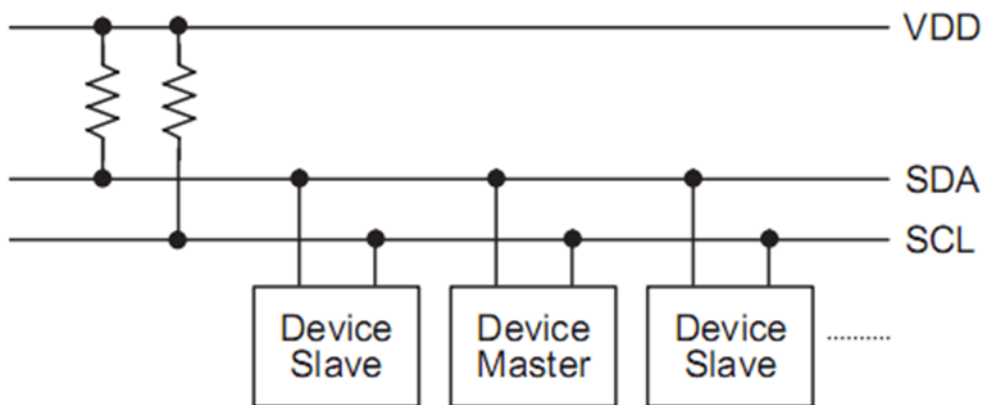 VDD
SDA
SCL
Device
Slave
Device
Master
Device
Slave